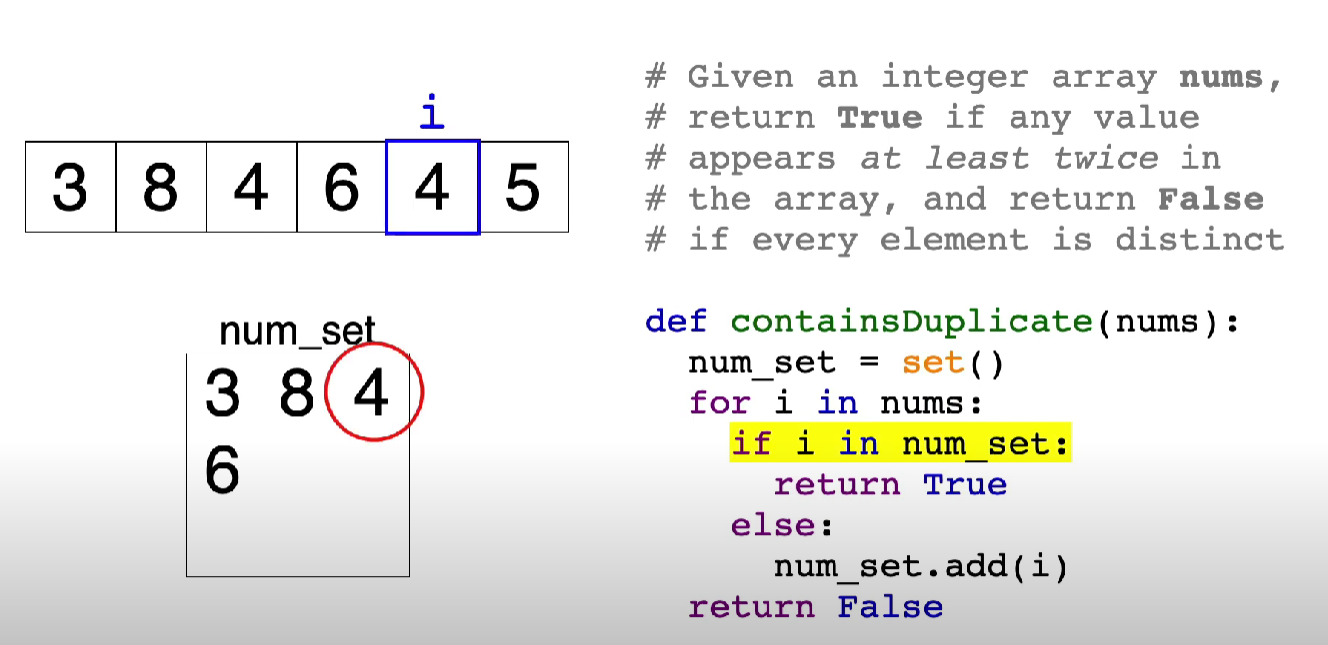 i
3 8 4 6 4 5
num_set
3 8 4
6
# Given an integer array nums,
# return True if any value
# appears at least twice in
# the array, and return False
# if every element is distinct
def containsDuplicate(nums):
  num_set = set()
  for i in nums:
    if i in num_set:
      return True
    else:
      num_set.add(i)
  return False